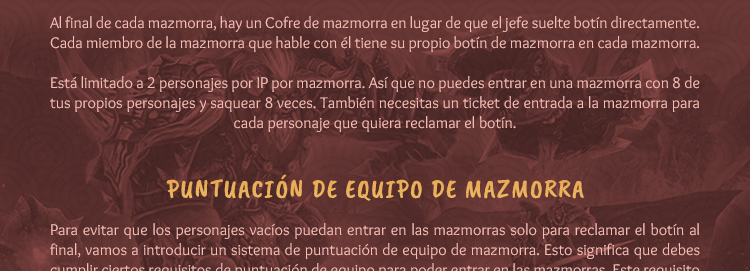 Al final de cada mazmorra, hay un Cofre de mazmorra en lugar de que el jefe suelte botín directamente.
Cada miembro de la mazmorra que hable con él tiene su propio botín de mazmorra en cada mazmorra.
Está limitado a 2 personajes por IP por mazmorra. Así que no puedes entrar en una mazmorra con 8 de
tus propios personajes y saquear 8 veces. También necesitas un ticket de entrada a la mazmorra para
cada personaje que quiera reclamar el botín.
PUNTUACIÓN DE EQUIPO DE MAZMORRA
Para evitar que los personajes vacíos puedan entrar en las mazmorras solo para reclamar el botín al
final, vamos a introducir un sistema de puntuación de equipo de mazmorra. Esto significa que debes
cumplir ciertos requisitos de puntuación de equipo para poder entrar en las mazmorras. Este requisito